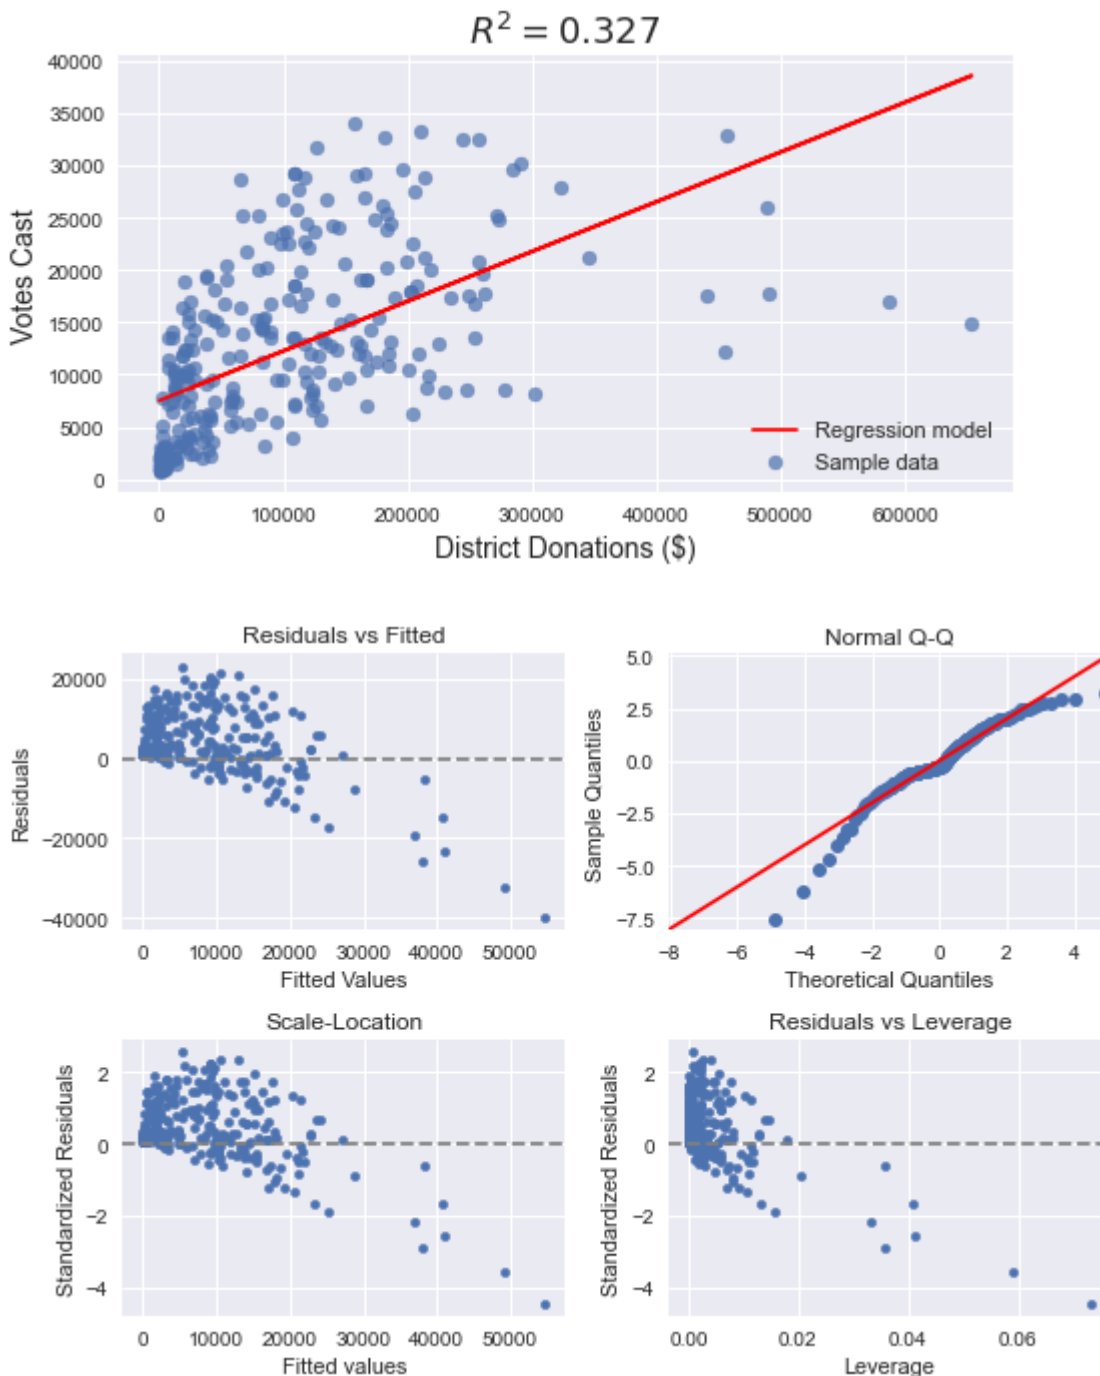 R² = 0.327
40000
35000
30000
25000
20000
15000
10000
5000
0
Votes Cast
Regression model
Sample data
0 100000 200000 300000 400000 500000 600000
District Donations ($)
Residuals vs Fitted
20000
0
−20000
−40000
Residuals
0 10000 20000 30000 40000 50000
Fitted Values
Normal Q-Q
5.0
2.5
0.0
−2.5
−5.0
−7.5
Sample Quantiles
−8 −6 −4 −2 0 2 4
Theoretical Quantiles
Scale-Location
2
0
−2
−4
Standardized Residuals
0 10000 20000 30000 40000 50000
Fitted values
Residuals vs Leverage
2
0
−2
−4
Standardized Residuals
0.00 0.02 0.04 0.06
Leverage